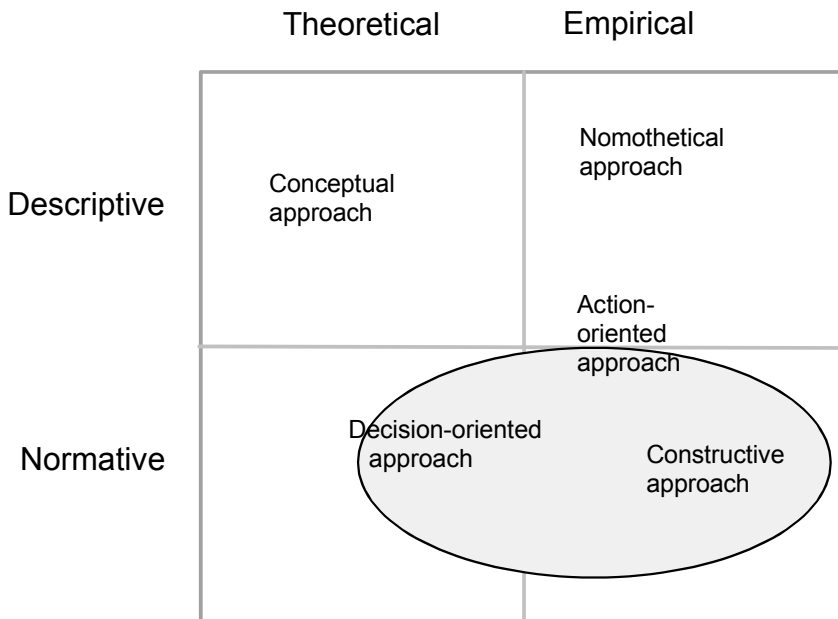 Theoretical
Empirical
Descriptive
Conceptual
approach
Nomothetical
approach
Action-
oriented
approach
Normative
Decision-oriented
approach
Constructive
approach